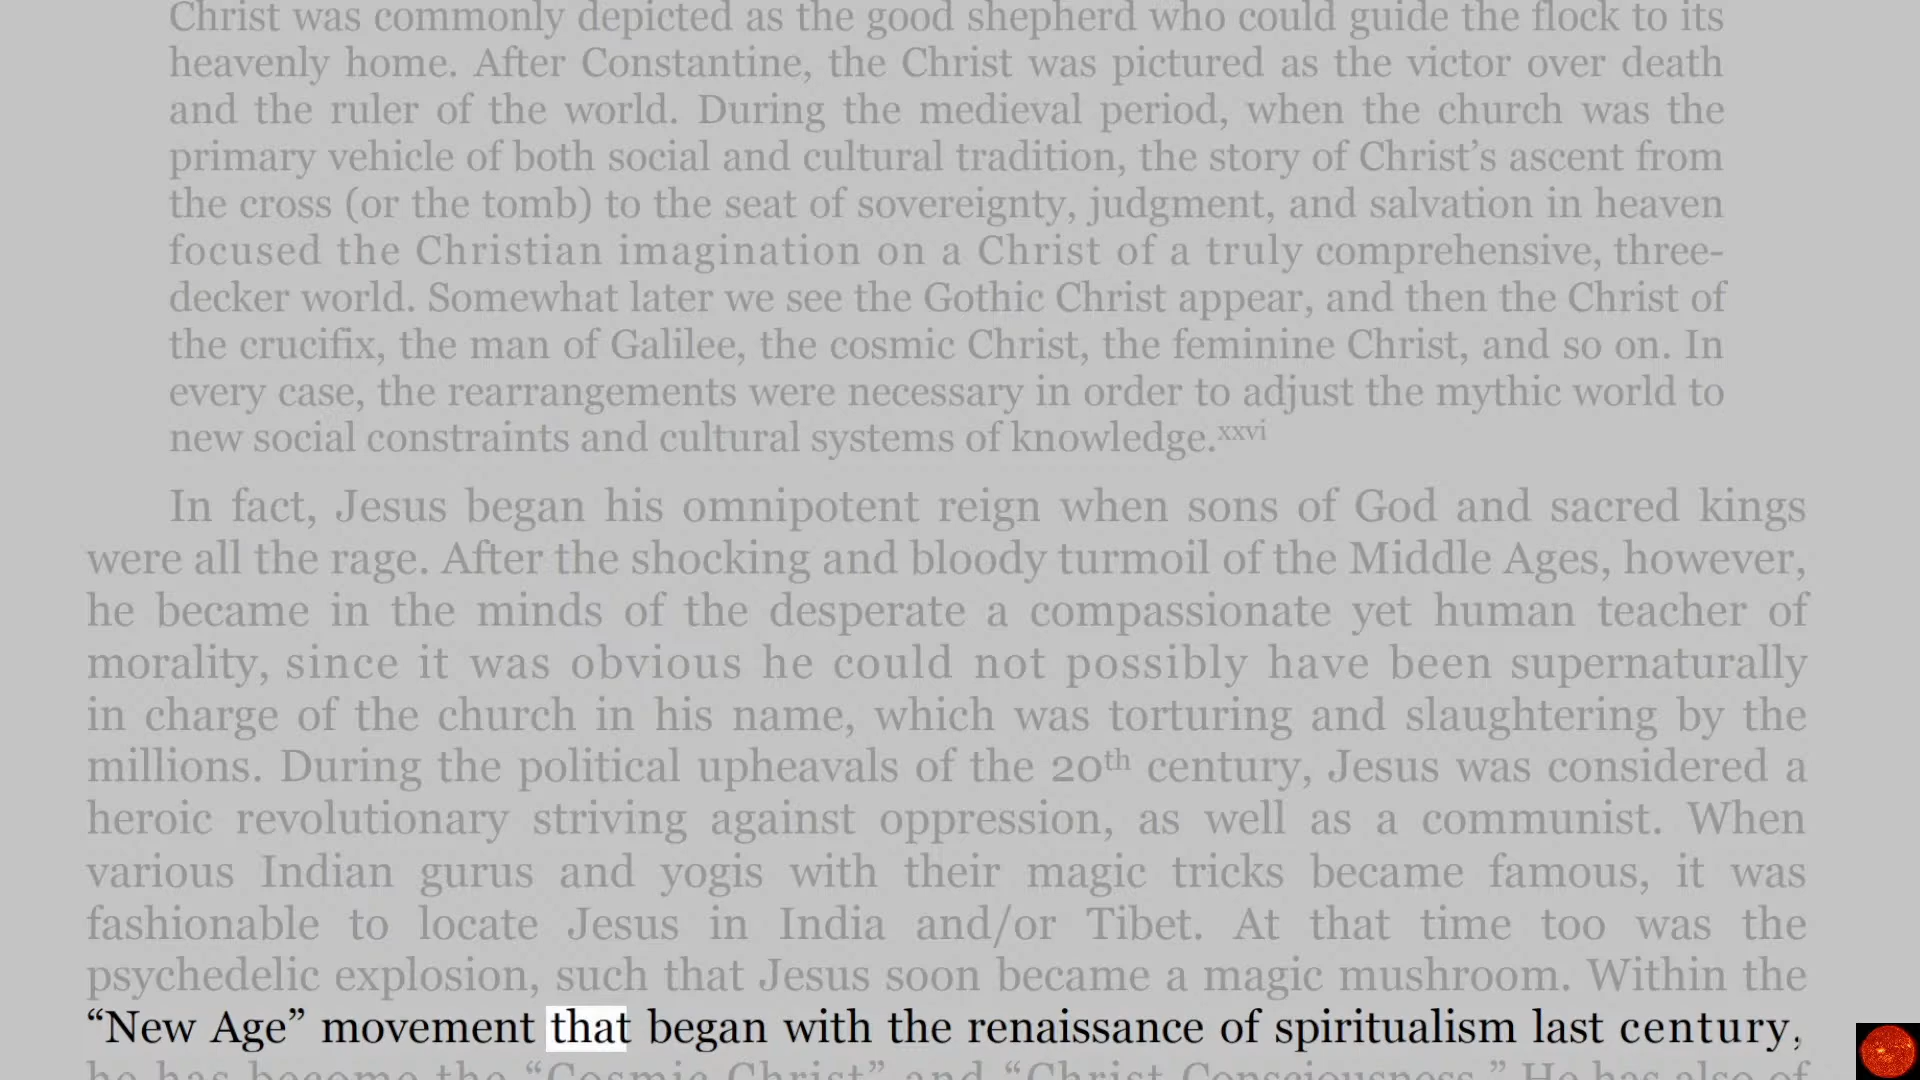 Christ was commonly depicted as the good shepherd who could guide the flock to its
heavenly home. After Constantine, the Christ was pictured as the victor over death
and the ruler of the world. During the medieval period, when the church was the
primary vehicle of both social and cultural tradition, the story of Christ’s ascent from
the cross (or the tomb) to the seat of sovereignty, judgment, and salvation in heaven
focused the Christian imagination on a Christ of a truly comprehensive, three-
decker world. Somewhat later we see the Gothic Christ appear, and then the Christ of
the crucifix, the man of Galilee, the cosmic Christ, the feminine Christ, and so on. In
every case, the rearrangements were necessary in order to adjust the mythic world to
new social constraints and cultural systems of knowledge.xxvi
In fact, Jesus began his omnipotent reign when sons of God and sacred kings
were all the rage. After the shocking and bloody turmoil of the Middle Ages, however,
he became in the minds of the desperate a compassionate yet human teacher of
morality, since it was obvious he could not possibly have been supernaturally
in charge of the church in his name, which was torturing and slaughtering by the
millions. During the political upheavals of the 20th century, Jesus was considered a
heroic revolutionary striving against oppression, as well as a communist. When
various Indian gurus and yogis with their magic tricks became famous, it was
fashionable to locate Jesus in India and/or Tibet. At that time too was the
psychedelic explosion, such that Jesus soon became a magic mushroom. Within the
“New Age” movement that began with the renaissance of spiritualism last century,
he has become the “Cosmic Christ” and “Christ Consciousness.” He has also of